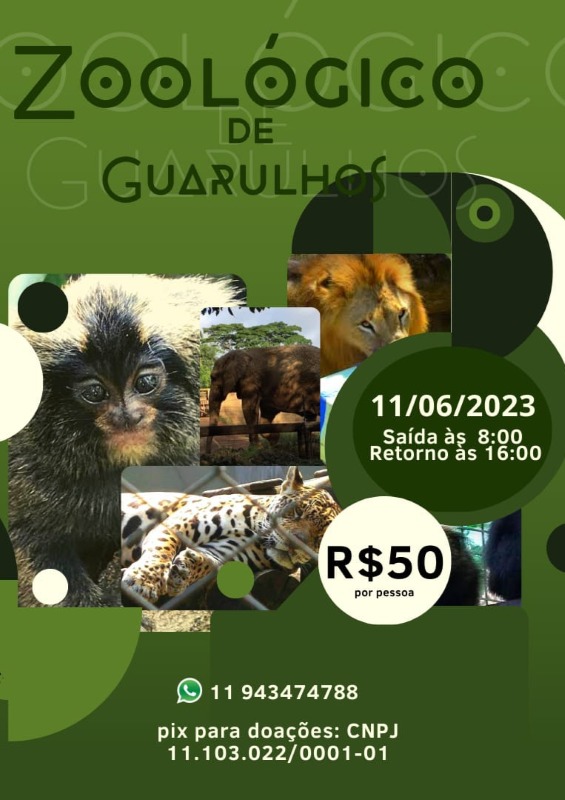 ZOOLÓGICO
DE
GUARULHOS
11/06/2023
Saída às 8:00
Retorno às 16:00
R$50
por pessoa
11 943474788
pix para doações: CNPJ
11.103.022/0001-01